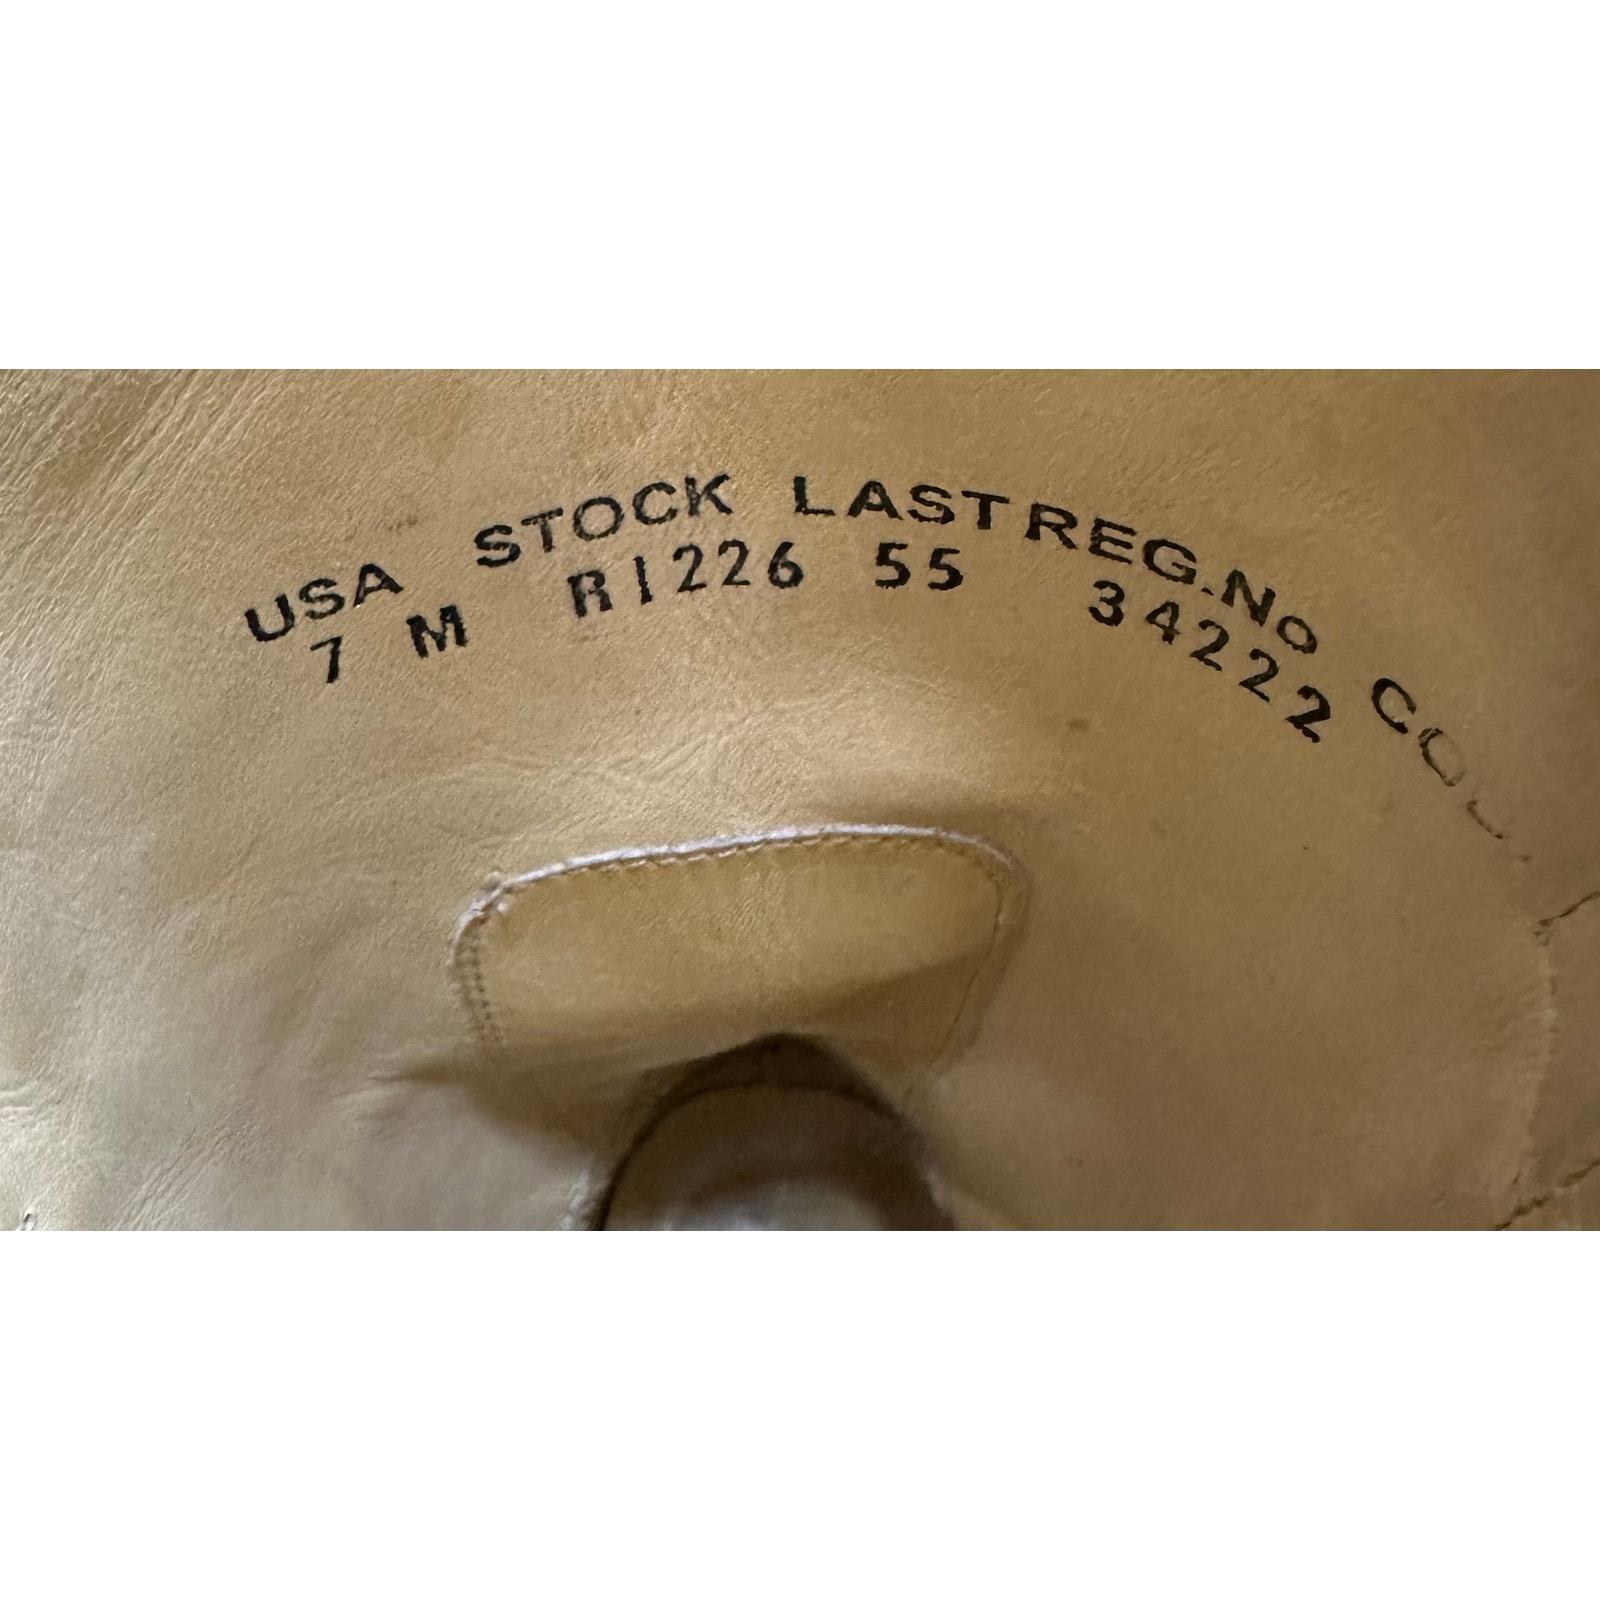 USA STOCK LAST REG.No
7 M R1226 55 34222